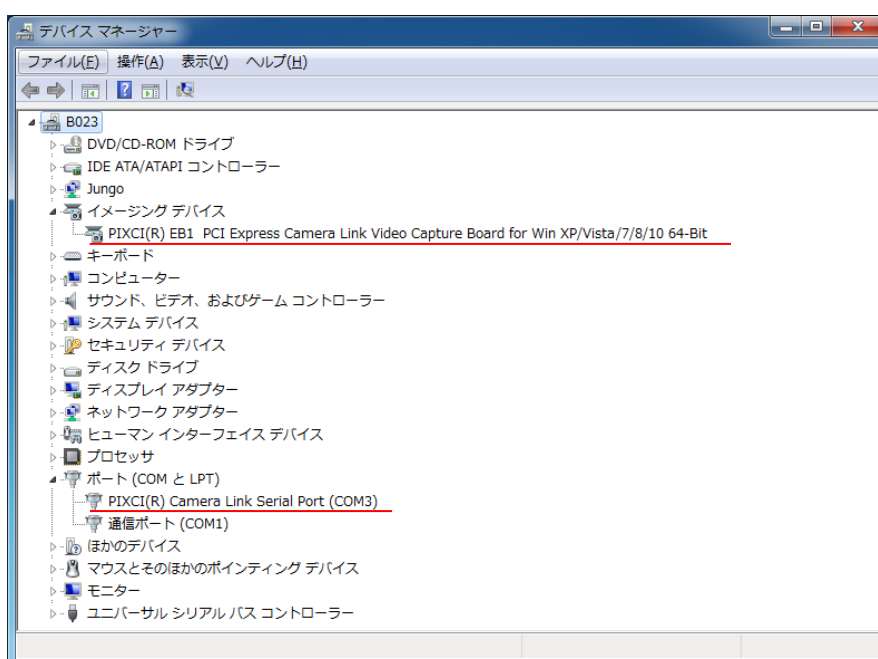 デバイス マネージャー
ファイル(F) 操作(A) 表示(V) ヘルプ(H)
B023
DVD/CD-ROM ドライブ
IDE ATA/ATAPI コントローラー
Jungo
イメージング デバイス
PIXCI(R) EB1 PCI Express Camera Link Video Capture Board for Win XP/Vista/7/8/10 64-Bit
キーボード
コンピューター
サウンド、ビデオ、およびゲーム コントローラー
システム デバイス
セキュリティ デバイス
ディスク ドライブ
ディスプレイ アダプター
ネットワーク アダプター
ヒューマン インターフェイス デバイス
プロセッサ
ポート (COM と LPT)
PIXCI(R) Camera Link Serial Port (COM3)
通信ポート (COM1)
ほかのデバイス
マウスとそのほかのポインティング デバイス
モニター
ユニバーサル シリアル バス コントローラー